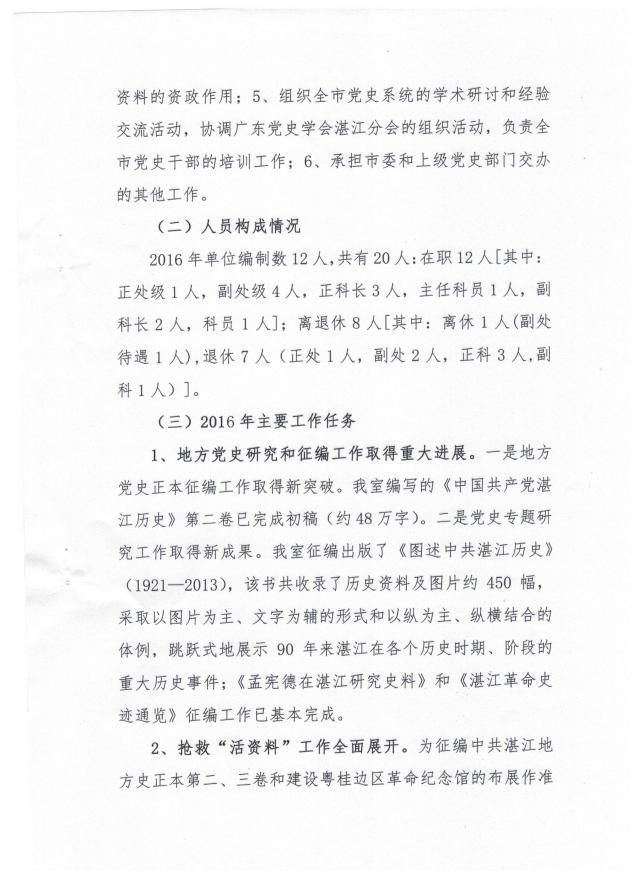 资料的资政作用；5、组织全市党史系统的学术研讨和经验
交流活动，协调广东党史学会湛江分会的组织活动，负责全
市党史干部的培训工作；6、承担市委和上级党史部门交办
的其他工作。
（二）人员构成情况
2016年单位编制数12人,共有20人:在职12人[其中:
正处级1人，副处级4人，正科长3人，主任科员1人，副
科长2人，科员1人]；离退休8人[其中：离休1人(副处
待遇1人),退休7人（正处1人，副处2人，正科3人,副
科1人）]。
（三）2016年主要工作任务
1、地方党史研究和征编工作取得重大进展。一是地方
党史正本征编工作取得新突破。我室编写的《中国共产党湛
江历史》第二卷已完成初稿（约48万字）。二是党史专题研
究工作取得新成果。我室征编出版了《图述中共湛江历史》
（1921—2013），该书共收录了历史资料及图片约 450 幅，
采取以图片为主、文字为辅的形式和以纵为主、纵横结合的
体例，跳跃式地展示 90 年来湛江在各个历史时期、阶段的
重大历史事件；《孟宪德在湛江研究史料》和《湛江革命史
迹通览》征编工作已基本完成。
2、抢救“活资料”工作全面展开。为征编中共湛江地
方史正本第二、三卷和建设粤桂边区革命纪念馆的布展作准